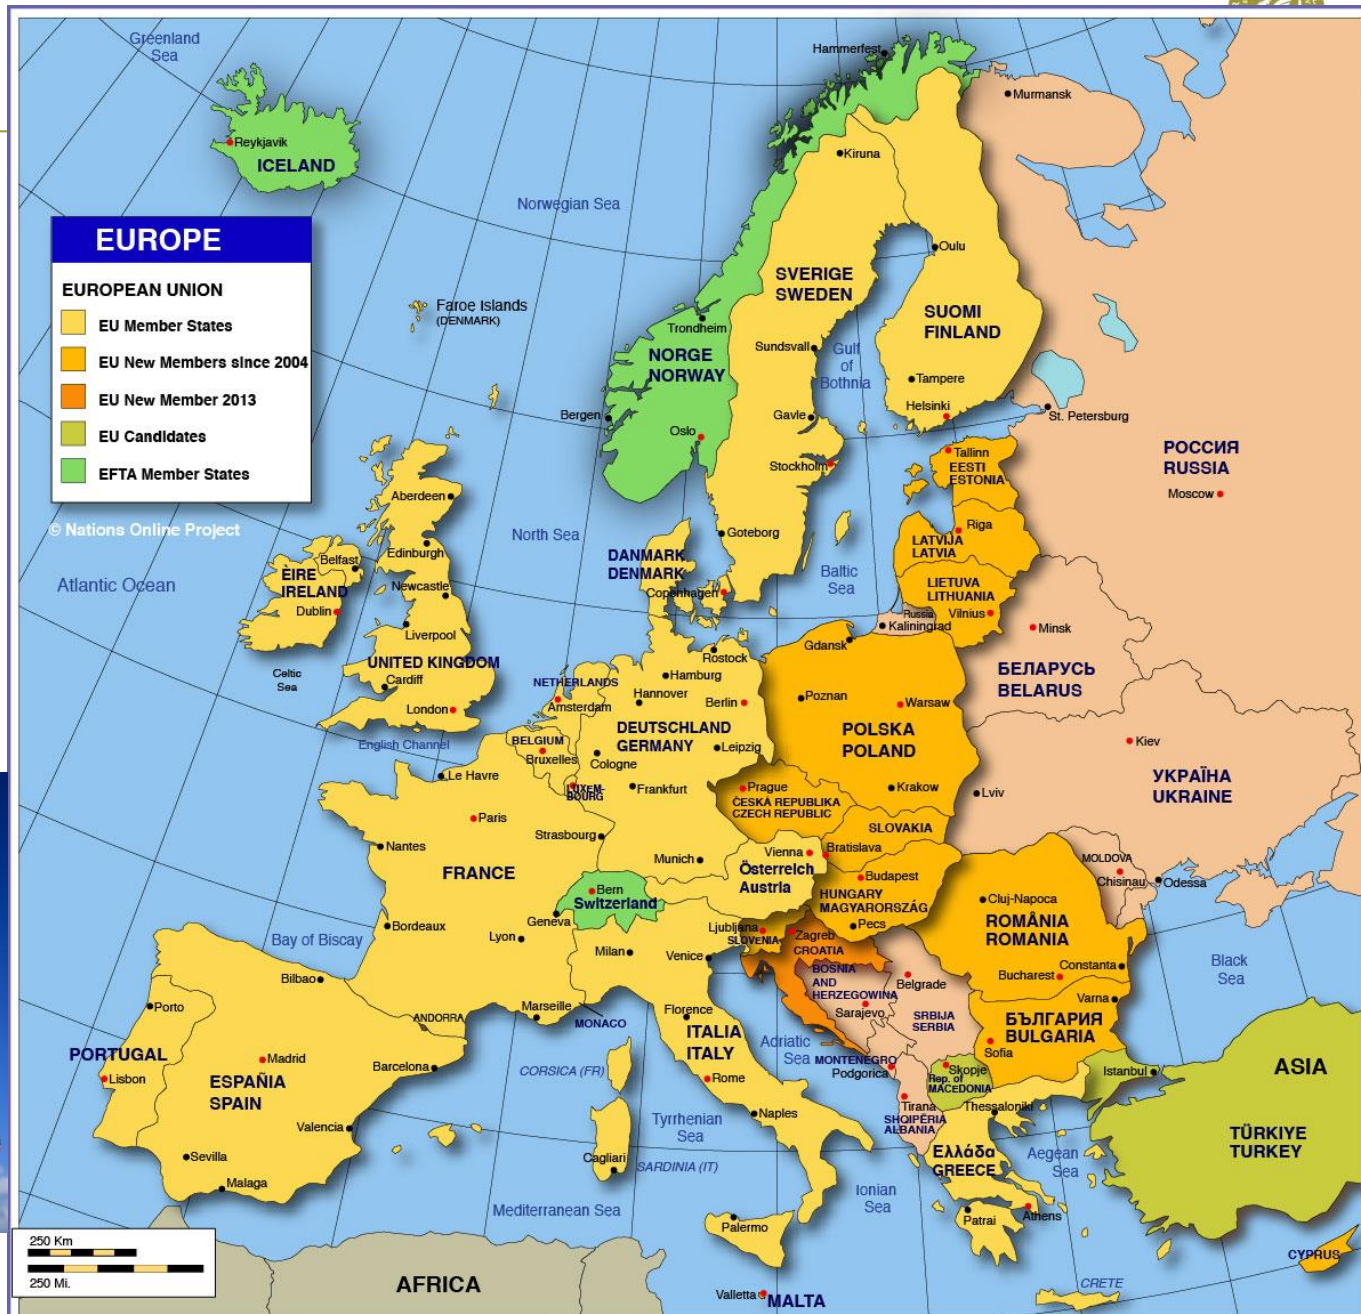 Greenland
Sea
Hammerfest
Murmansk
Reykjavik
ICELAND
Kiruna
Norwegian Sea
EUROPE
EUROPEAN UNION
EU Member States
EU New Members since 2004
EU New Member 2013
EU Candidates
EFTA Member States
© Nations Online Project
Oulu
SVERIGE
SWEDEN
SUOMI
FINLAND
Faroe Islands
(DENMARK)
Trondheim
NORGE
NORWAY
Sundsvall
Gulf
of
Bothnia
Tampere
Helsinki
St. Petersburg
Bergen
Gavle
Oslo
Stockholm
РОССИЯ
RUSSIA
Moscow
Tallinn
EESTI
ESTONIA
Aberdeen
North Sea
Goteborg
Riga
LATVIJA
LATVIA
Edinburgh
Belfast
ÈIRE
IRELAND
Dublin
Newcastle
DANMARK
DENMARK
Copenhagen
Baltic
Sea
LIETUVA
LITHUANIA
Vilnius
Russia
Kaliningrad
Minsk
Atlantic Ocean
Liverpool
Celtic
Sea
UNITED KINGDOM
Cardiff
London
English Channel
Rostock
Hamburg
Gdansk
NETHERLANDS
Amsterdam
Hannover
Berlin
Poznan
Warsaw
БЕЛАРУСЬ
BELARUS
DEUTSCHLAND
GERMANY
Leipzig
POLSKA
POLAND
BELGIUM
Bruxelles
Cologne
Kiev
Le Havre
LUXEM-
BOURG
Frankfurt
Prague
ČESKÁ REPUBLIKA
CZECH REPUBLIC
Krakow
Lviv
УКРАЇНА
UKRAINE
Paris
Strasbourg
SLOVAKIA
Nantes
Munich
Vienna
Bratislava
Österreich
Austria
FRANCE
Bern
Switzerland
Geneva
Budapest
HUNGARY
MAGYARORSZÁG
Pecs
MOLDOVA
Chisinau
Odessa
Cluj-Napoca
ROMÂNIA
ROMANIA
Bordeaux
Bay of Biscay
Lyon
Milan
Venice
Ljubljana
SLOVENIA
Zagreb
CROATIA
BOSNIA
AND
HERZEGOWINA
Sarajevo
Belgrade
SRBIJA
SERBIA
Bucharest
Constanta
Black
Sea
Varna
БЪЛГАРИЯ
BULGARIA
Sofia
Bilbao
Porto
ANDORRA
Marseille
MONACO
Florence
ITALIA
ITALY
Adriatic
Sea
PORTUGAL
Lisbon
Madrid
ESPAÑIA
SPAIN
Barcelona
CORSICA (FR)
Rome
MONTENEGRO
Podgorica
Skopje
Rep. of
MACEDONIA
Istanbul
ASIA
Tirana
SHQIPËRIA
ALBANIA
Thessaloniki
Valencia
Tyrrhenian
Sea
Naples
TÜRKIYE
TURKEY
Sevilla
Malaga
Cagliari
SARDINIA (IT)
Ελλάδα
GREECE
Aegean
Sea
Mediterranean Sea
Palermo
Ionian
Sea
Patrai
Athens
250 Km
250 Mi.
AFRICA
CYPRUS
CRETE
Valletta
MALTA